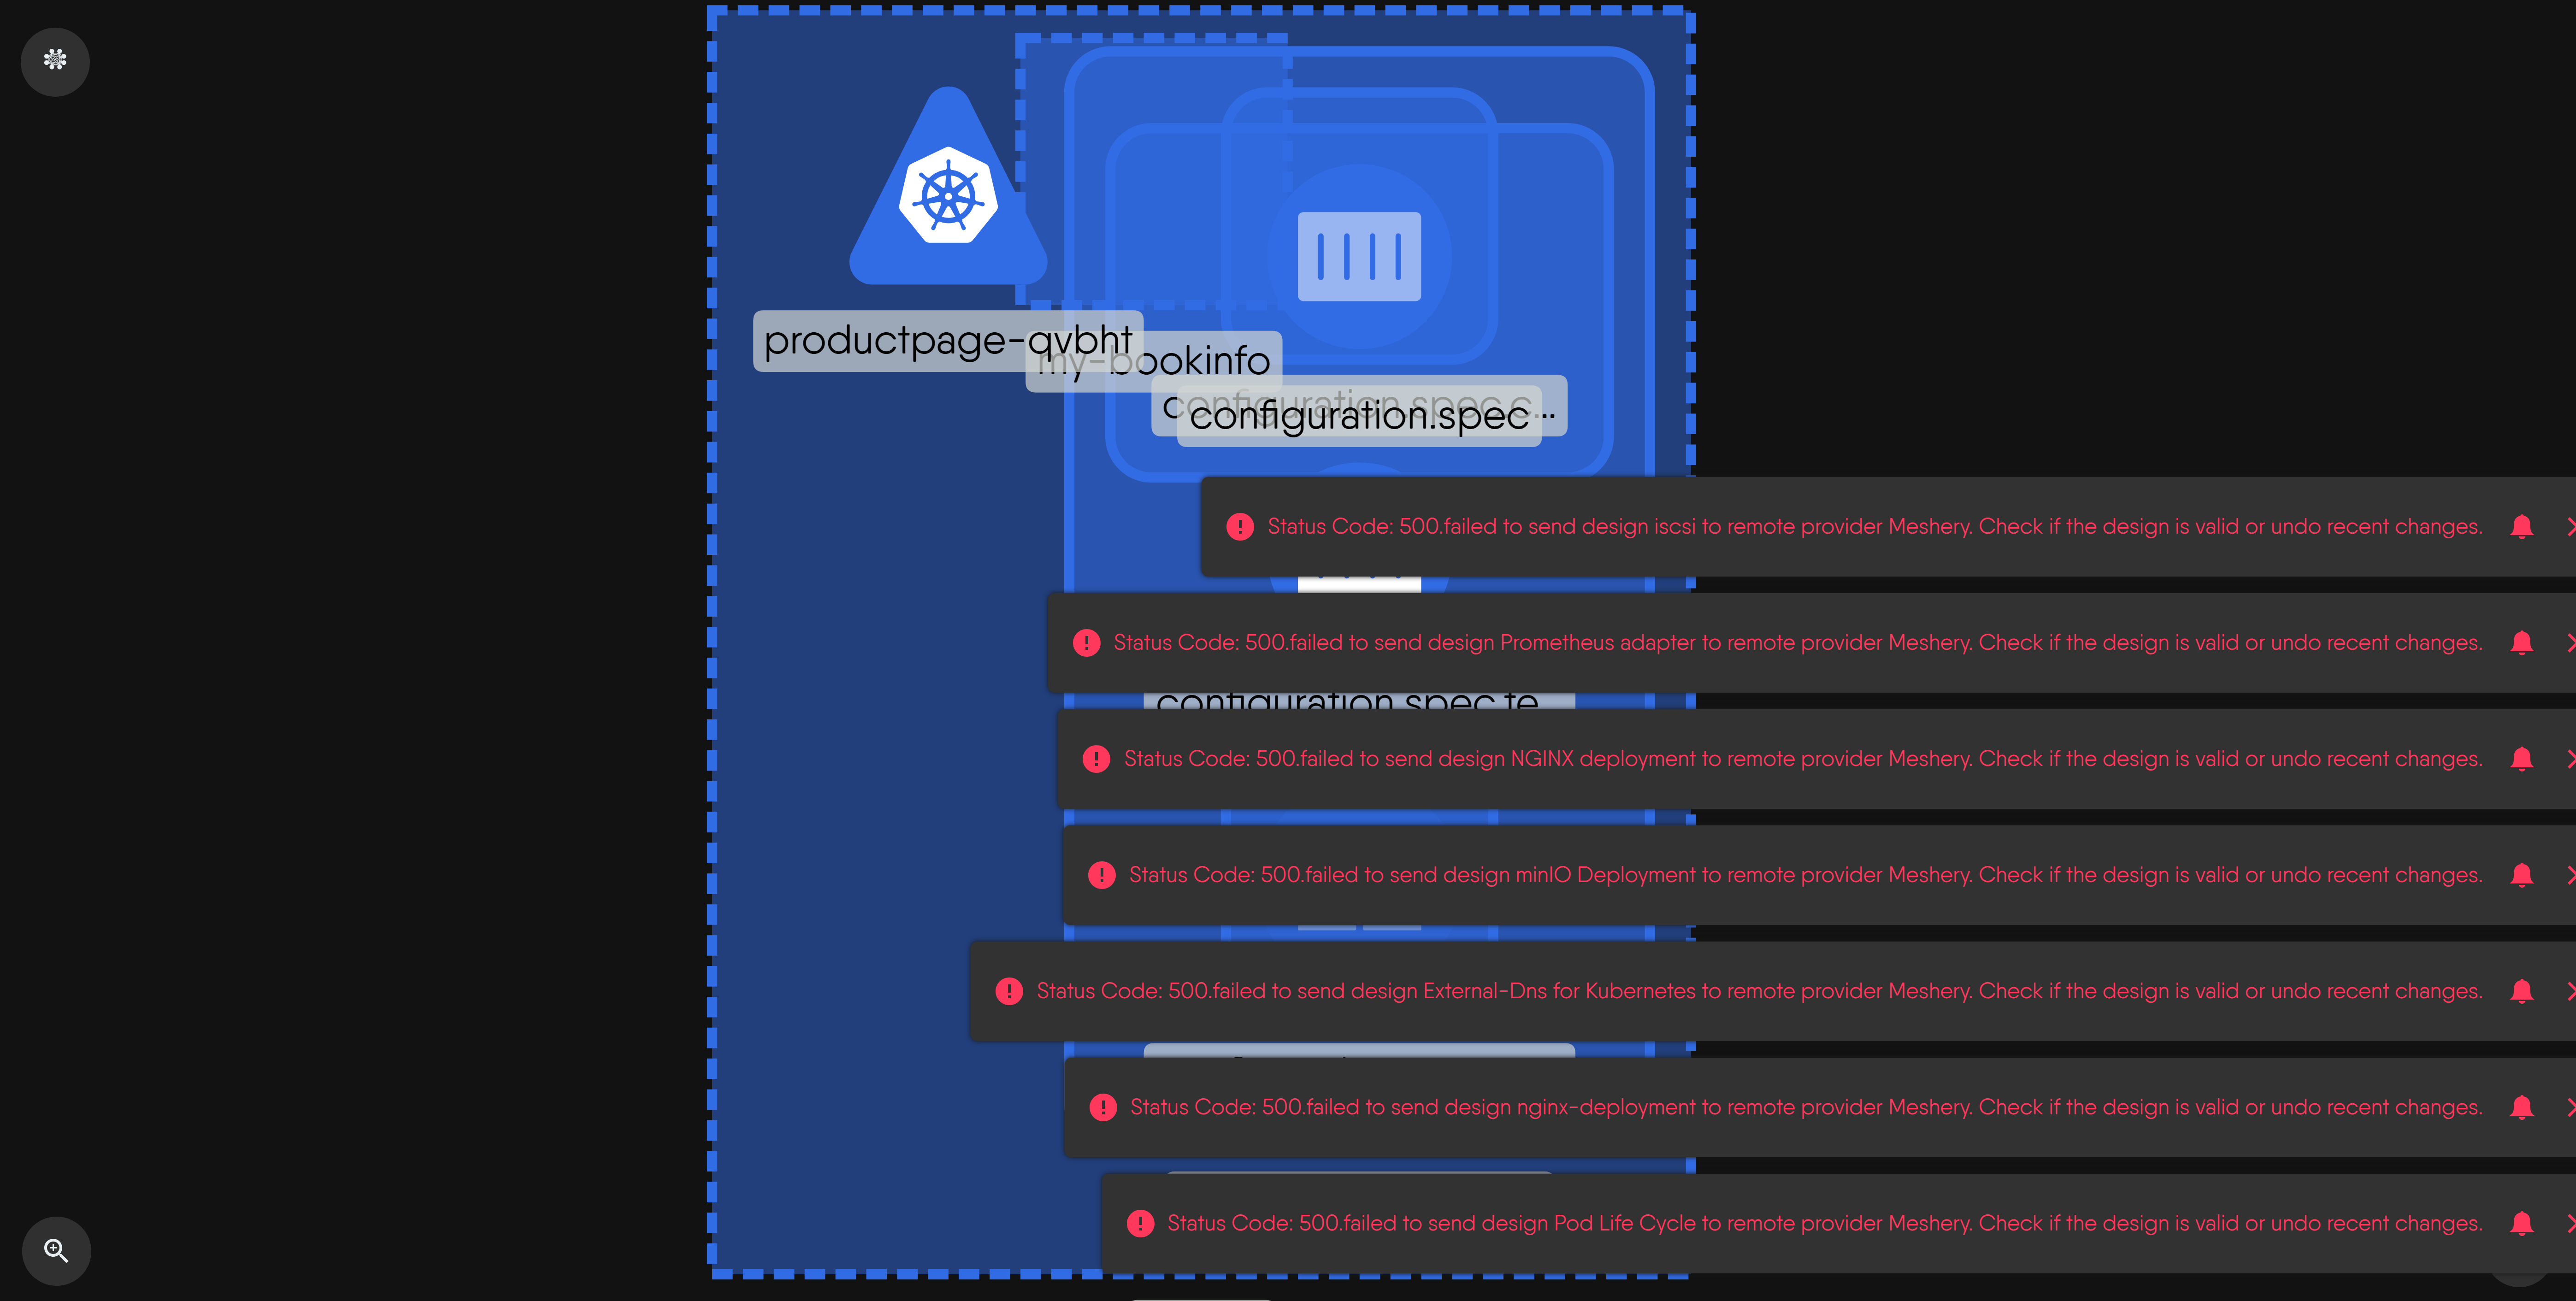 productpage-qvbht
my-bookinfo
configuration.spec.c...
configuration.spec
Status Code: 500.failed to send design iscsi to remote provider Meshery. Check if the design is valid or undo recent changes.
Status Code: 500.failed to send design Prometheus adapter to remote provider Meshery. Check if the design is valid or undo recent changes.
configuration.spec.te
Status Code: 500.failed to send design NGINX deployment to remote provider Meshery. Check if the design is valid or undo recent changes.
Status Code: 500.failed to send design minIO Deployment to remote provider Meshery. Check if the design is valid or undo recent changes.
Status Code: 500.failed to send design External-Dns for Kubernetes to remote provider Meshery. Check if the design is valid or undo recent changes.
Status Code: 500.failed to send design nginx-deployment to remote provider Meshery. Check if the design is valid or undo recent changes.
Status Code: 500.failed to send design Pod Life Cycle to remote provider Meshery. Check if the design is valid or undo recent changes.